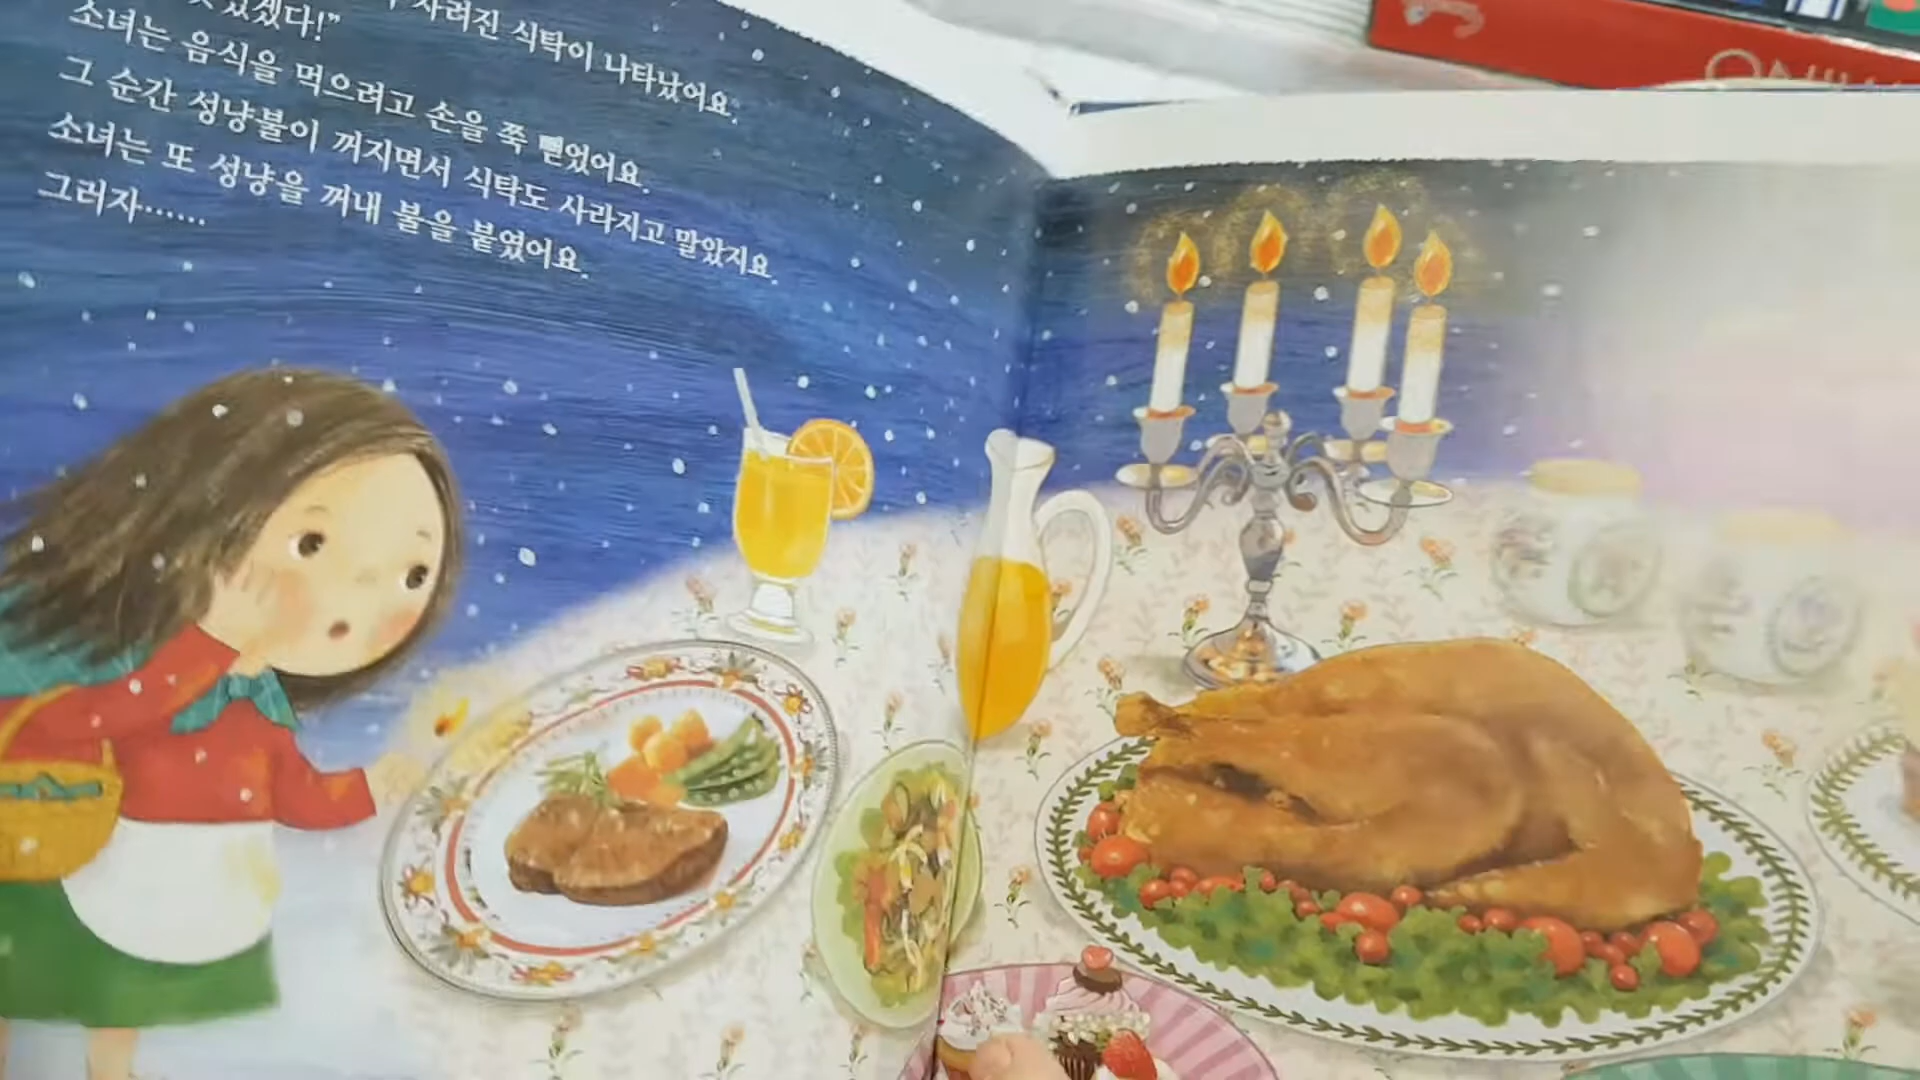 차려진 식탁이 나타났어요.
있겠다!”
소녀는 음식을 먹으려고 손을 쭉 뻗었어요.
그 순간 성냥불이 꺼지면서 식탁도 사라지고 말았지요.
소녀는 또 성냥을 꺼내 불을 붙였어요.
그러자……